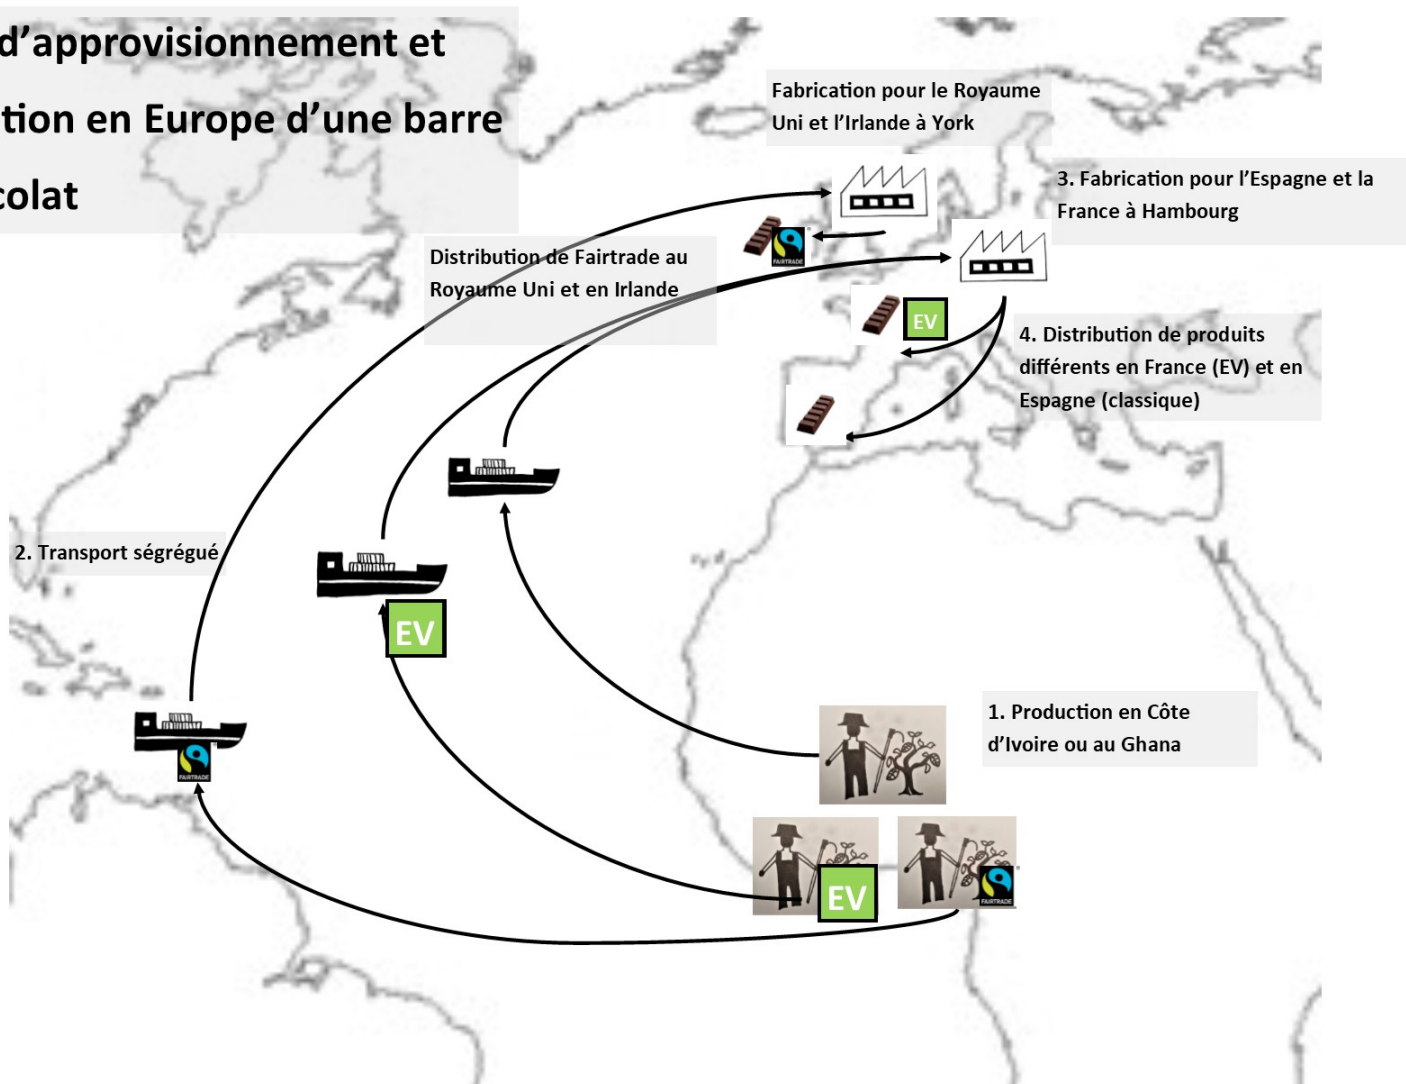 d’approvisionnement et
tion en Europe d’une barre
colat
Fabrication pour le Royaume
Uni et l’Irlande à York
3. Fabrication pour l’Espagne et la
France à Hambourg
Distribution de Fairtrade au
Royaume Uni et en Irlande
FAIRTRADE
EV
4. Distribution de produits
différents en France (EV) et en
Espagne (classique)
2. Transport ségrégué
EV
FAIRTRADE
1. Production en Côte
d’Ivoire ou au Ghana
EV
FAIRTRADE